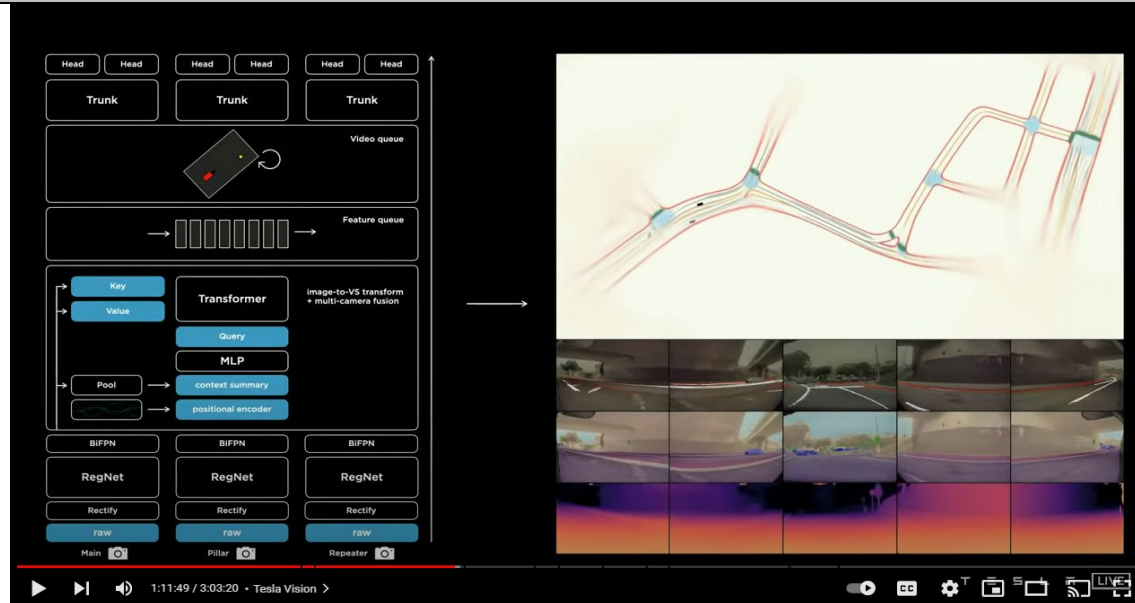 Head Head Head Head Head Head
Trunk Trunk Trunk
Video queue
Feature queue
Key
Value
Transformer
image-to-VS transform
+ multi-camera fusion
Query
MLP
Pool
context summary
positional encoder
BiFPN BiFPN BiFPN
RegNet RegNet RegNet
Rectify Rectify Rectify
raw raw raw
Main Pillar Repeater
1:11:49 / 3:03:20 • Tesla Vision
CC
T E S L A
LIVE